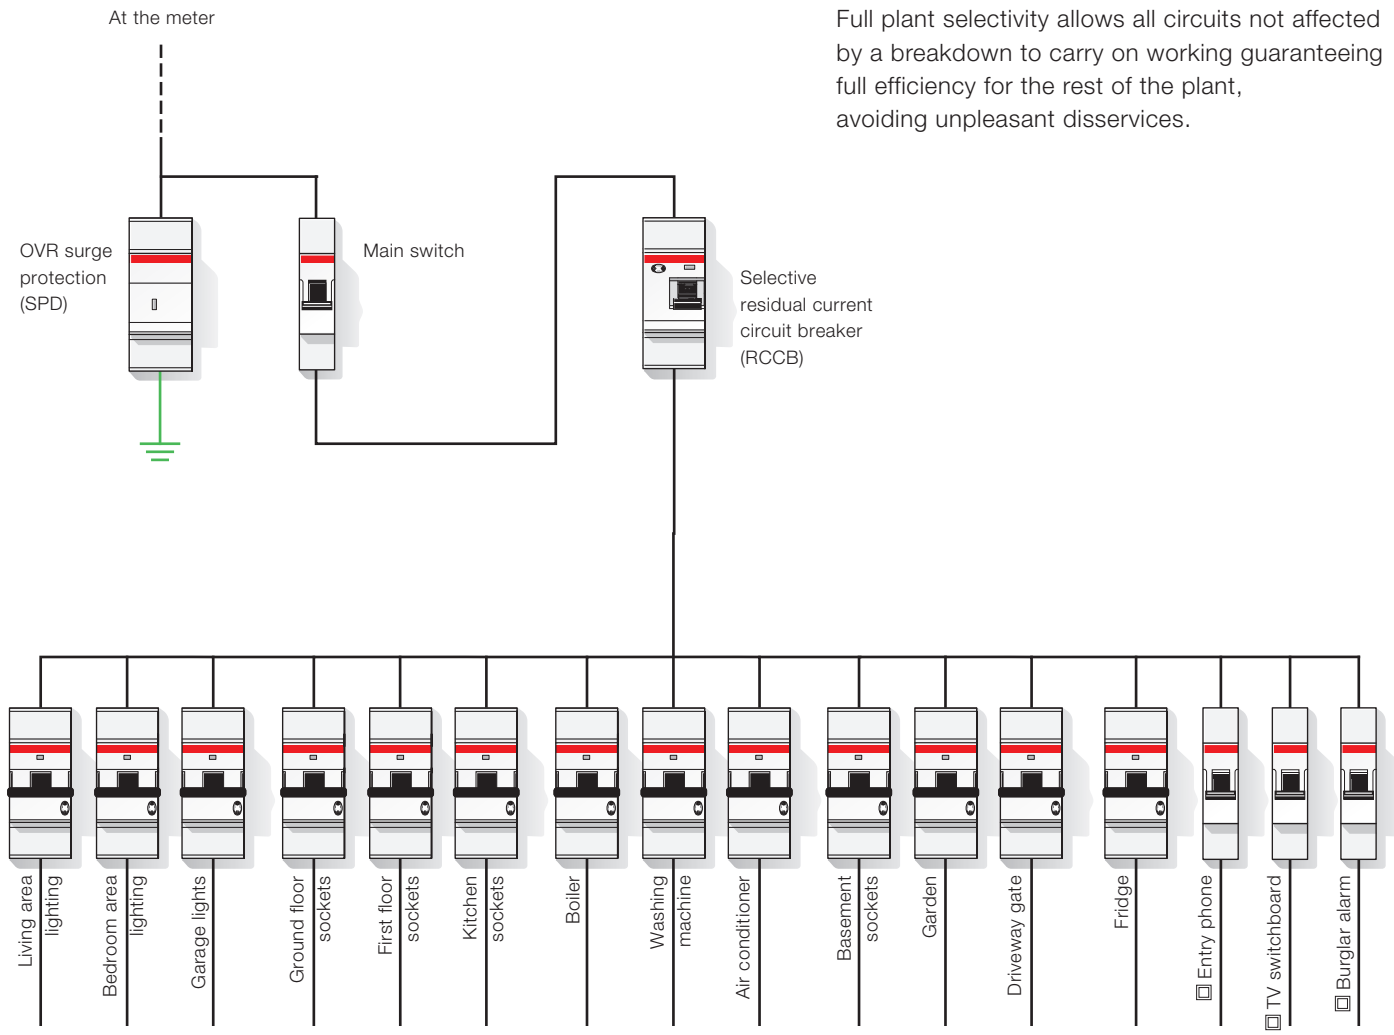 At the meter
Full plant selectivity allows all circuits not affected
by a breakdown to carry on working guaranteeing
full efficiency for the rest of the plant,
avoiding unpleasant disservices.
OVR surge
protection
(SPD)
Main switch
Selective
residual current
circuit breaker
(RCCB)
Living area
lighting
Bedroom area
lighting
Garage lights
Ground floor
sockets
First floor
sockets
Kitchen
sockets
Boiler
Washing
machine
Air conditioner
Basement
sockets
Garden
Driveway gate
Fridge
Entry phone
TV switchboard
Burglar alarm